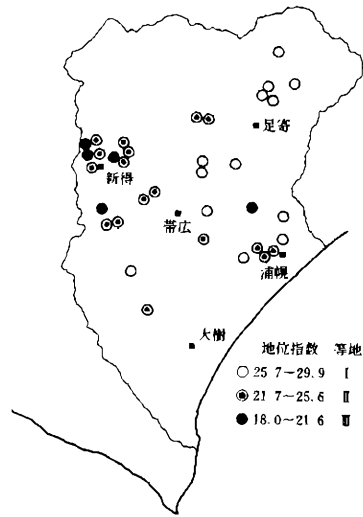 足寄
新得
帯広
浦幌
大樹
地位指数 等地
○ 25.7～29.9 I
◉ 21.7～25.6 II
● 18.0～21.6 III